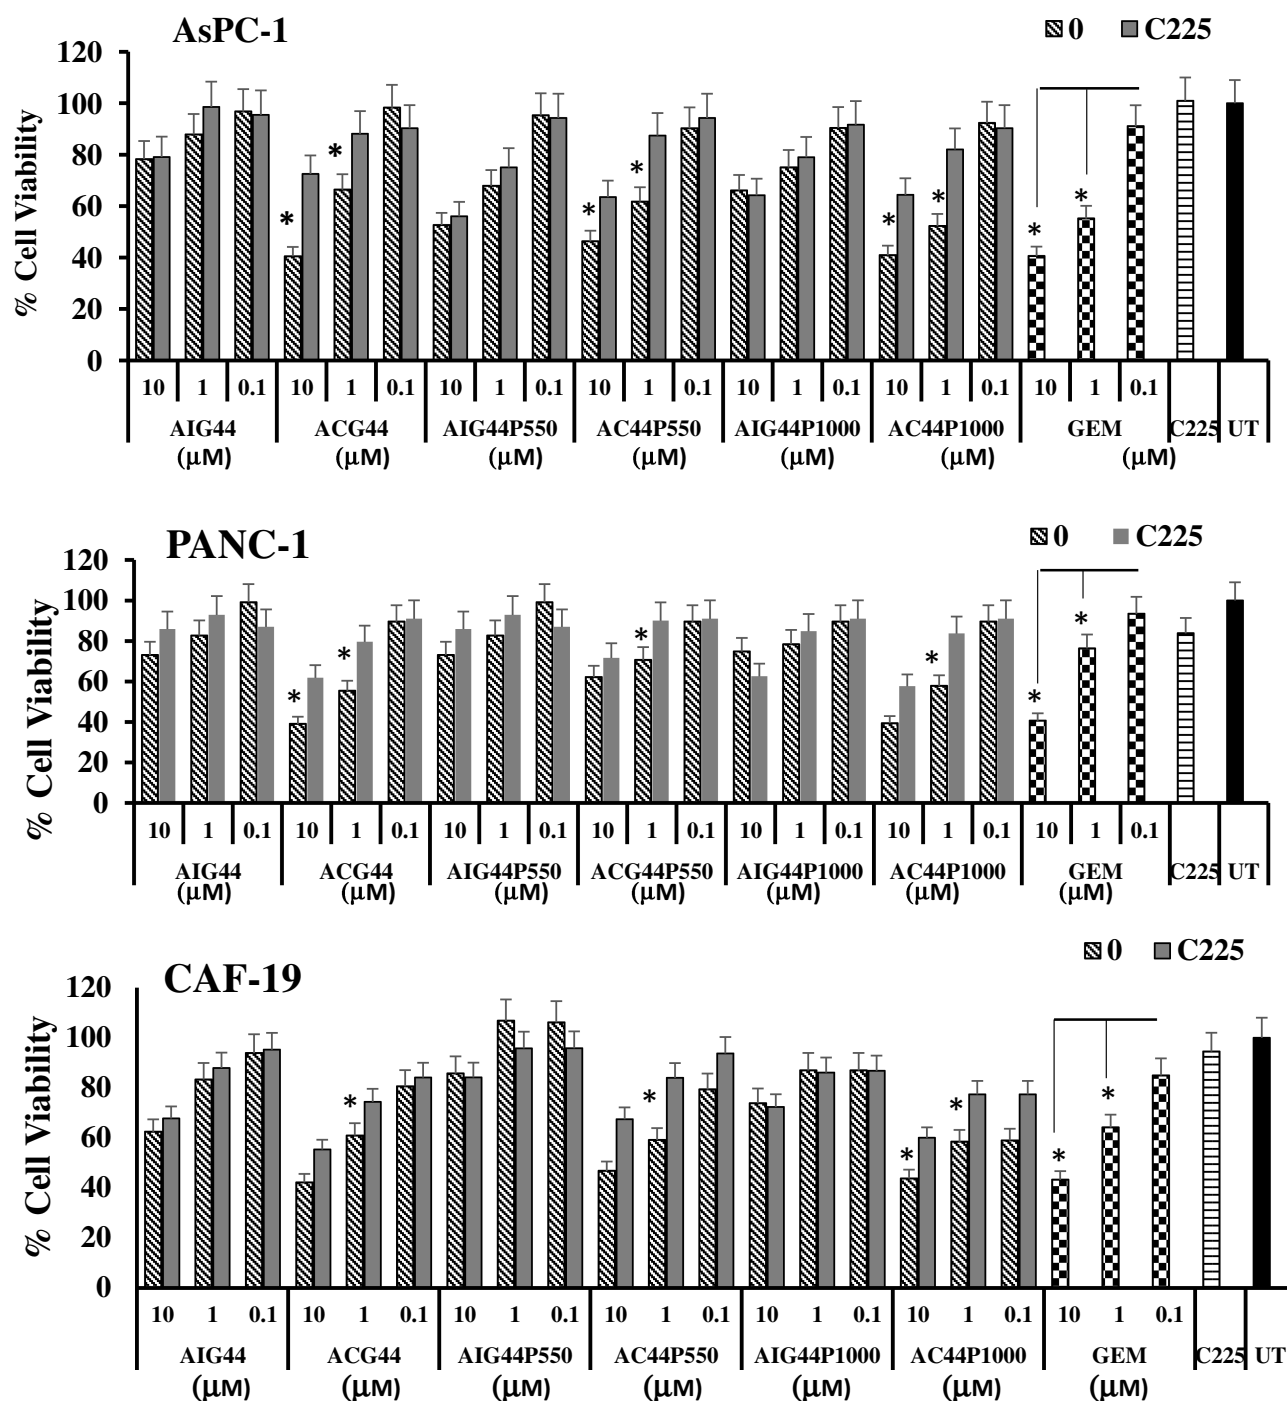 AsPC-1
0 C225
% Cell Viability
120
100
80
60
40
20
0
* * * * * * * *
10 1 0.1 10 1 0.1 10 1 0.1 10 1 0.1 10 1 0.1 10 1 0.1 10 1 0.1
AIG44 ACG44 AIG44P550 AC44P550 AIG44P1000 AC44P1000 GEM C225 UT
(µM) (µM) (µM) (µM) (µM) (µM) (µM)
PANC-1
0 C225
% Cell Viability
120
100
80
60
40
20
0
* * * * * *
10 1 0.1 10 1 0.1 10 1 0.1 10 1 0.1 10 1 0.1 10 1 0.1 10 1 0.1
AIG44 ACG44 AIG44P550 ACG44P550 AIG44P1000 AC44P1000 GEM C225 UT
(µM) (µM) (µM) (µM) (µM) (µM) (µM)
CAF-19
0 C225
% Cell Viability
120
100
80
60
40
20
0
* * * * * *
10 1 0.1 10 1 0.1 10 1 0.1 10 1 0.1 10 1 0.1 10 1 0.1 10 1 0.1
AIG44 ACG44 AIG44P550 AC44P550 AIG44P1000 AC44P1000 GEM C225 UT
(µM) (µM) (µM) (µM) (µM) (µM) (µM)